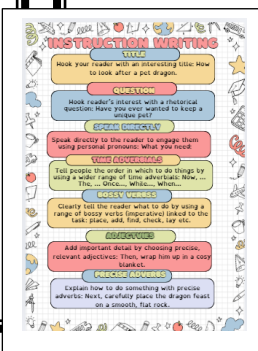 INSTRUCTION WRITING
TITLE
Hook your reader with an interesting title: How
to look after a pet dragon.
QUESTION
Hook reader's interest with a rhetorical
question: Have you ever wanted to keep a
unique pet?
SPEAK DIRECTLY
Speak directly to the reader to engage them
using personal pronouns: What you need:
TIME ADVERBIALS
Tell people the order in which to do things by
using a wider range of time adverbials: Now, ...
The, ... Once..., While..., When...
BOSSY VERBS
Clearly tell the reader what to do by using a
range of bossy verbs (imperative) linked to the
task: place, add, find, check, lay etc.
ADJECTIVES
Add important detail by choosing precise,
relevant adjectives: Then, wrap him up in a cosy
blanket.
PRECISE ADVERBS
Explain how to do something with precise
adverbs: Next, carefully place the dragon feast
on a smooth, flat rock.